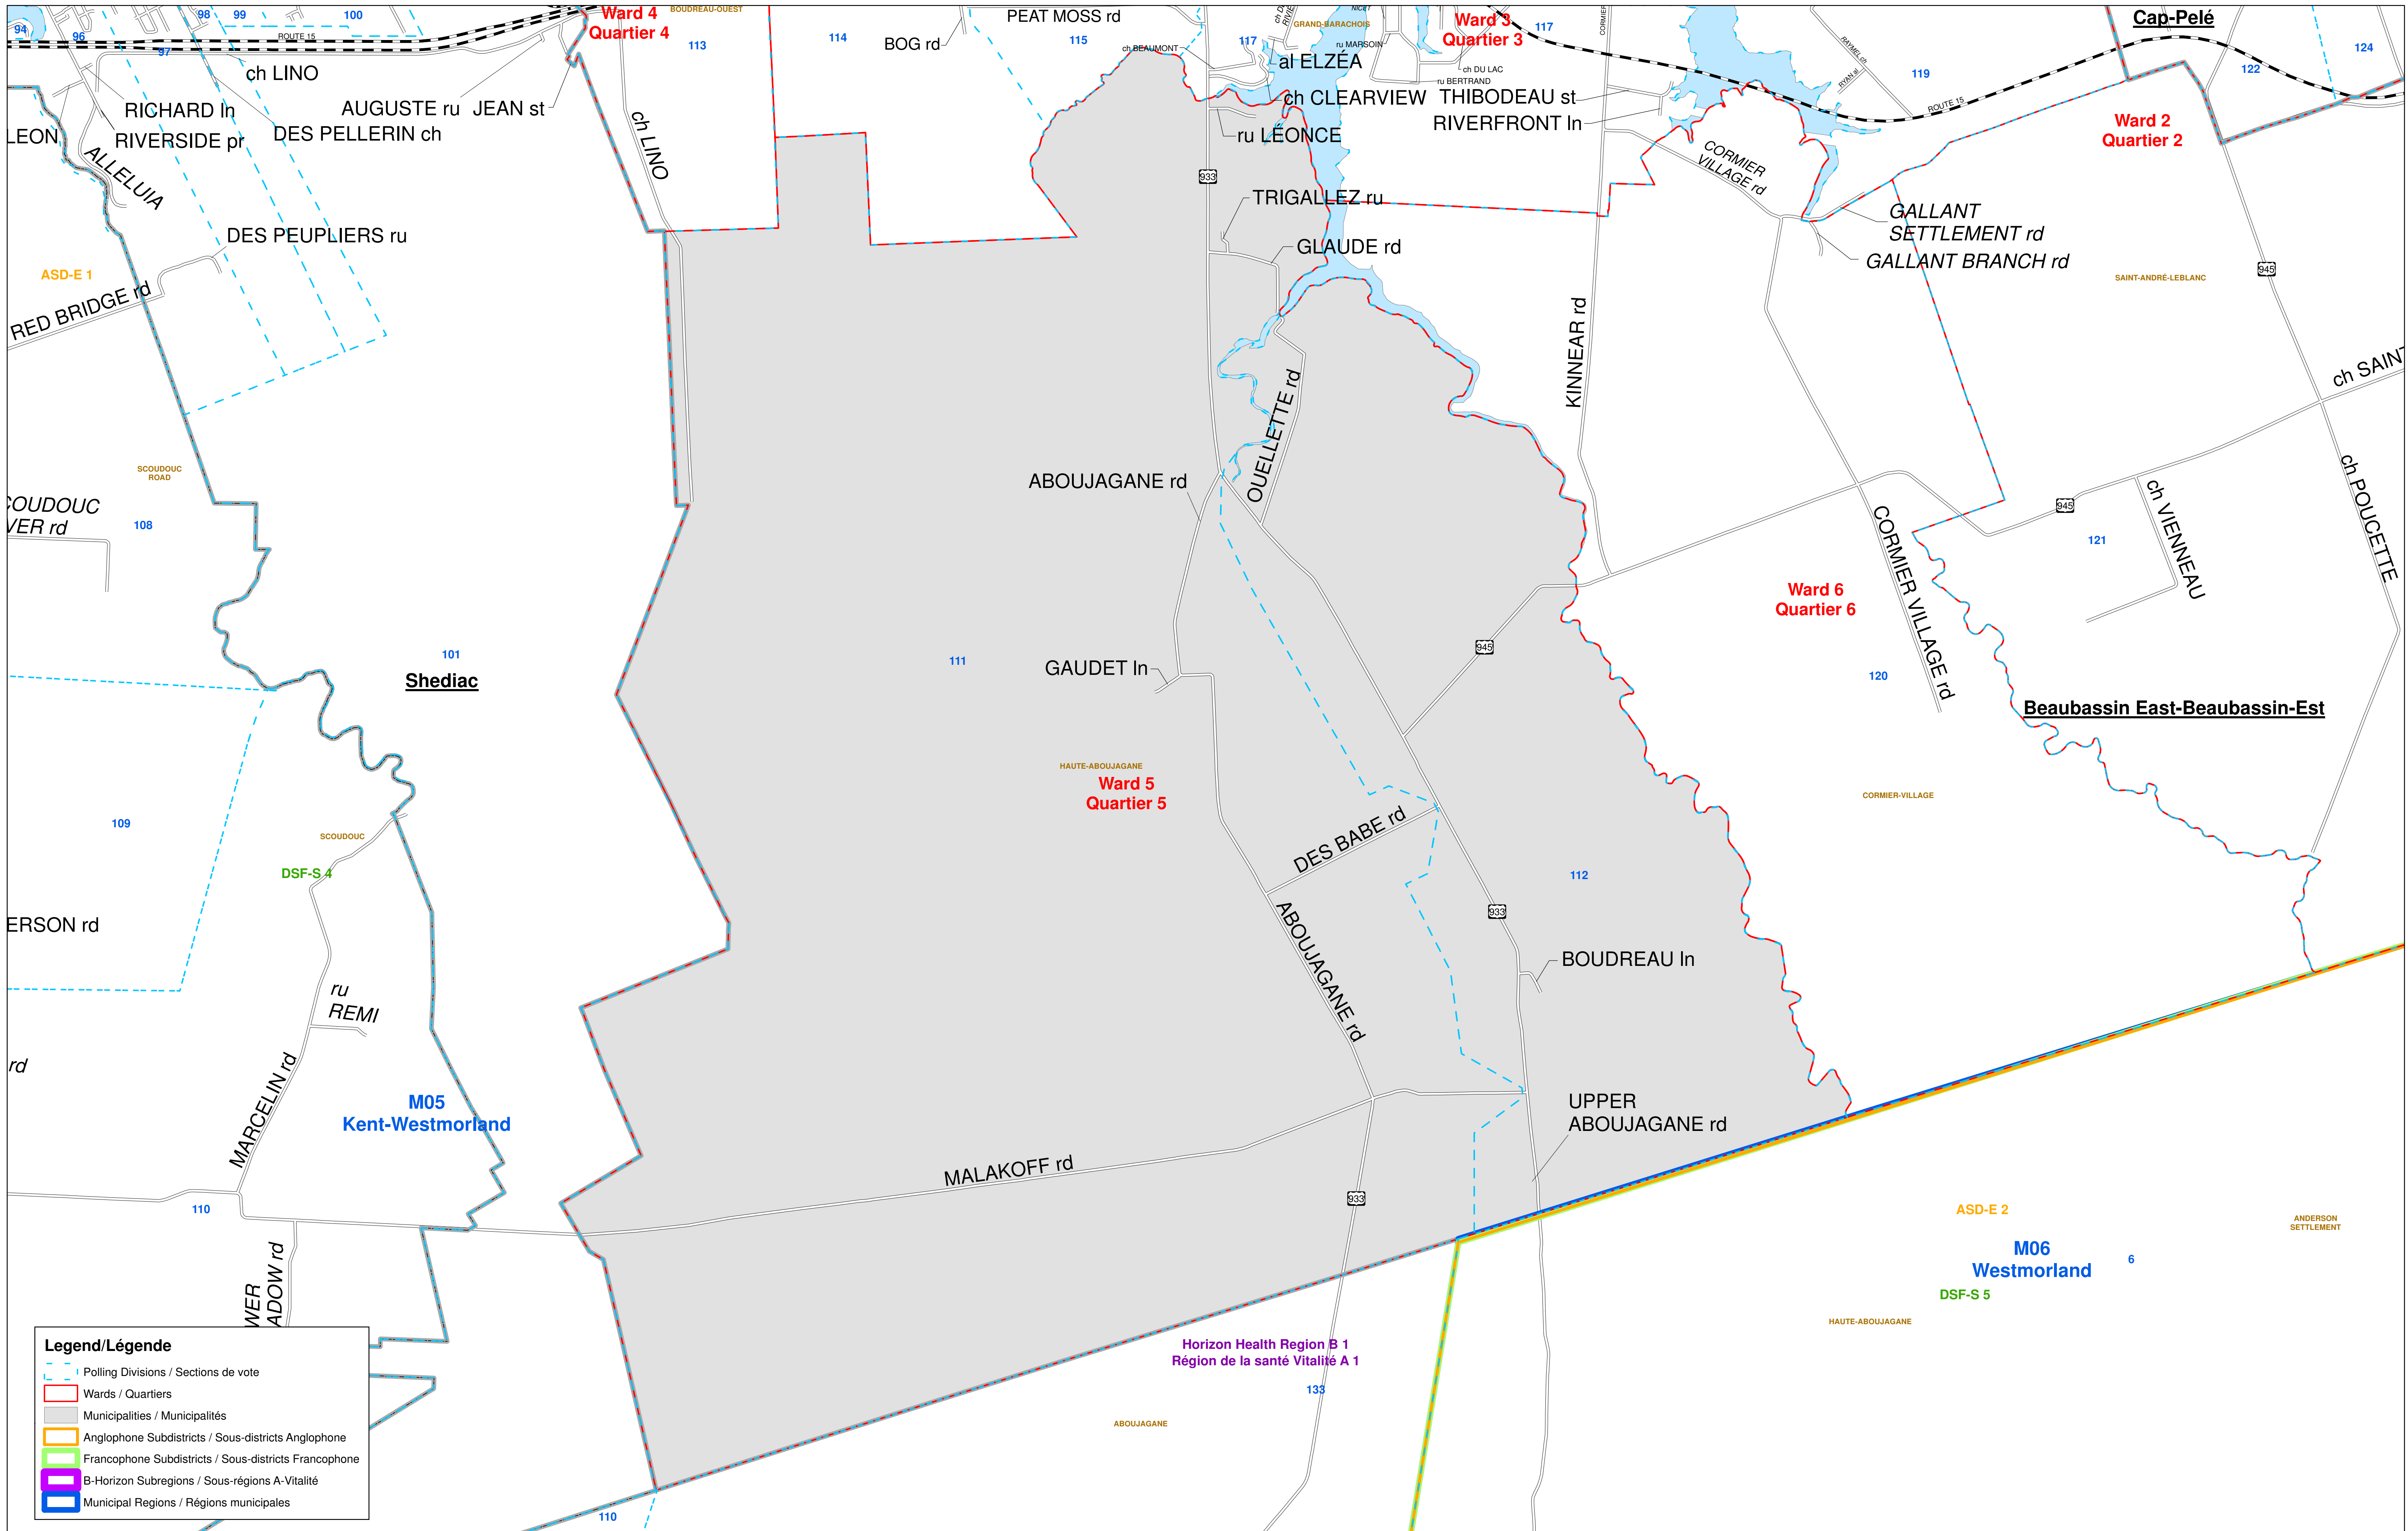 Ward 4
Quartier 4
BOUDREAU-OUEST
PEAT MOSS rd
Ward 3
Quartier 3
GRAND-BARACHOIS
NICET
CORMIER
117
Cap-Pelé
94
96
98
99
100
97
ROUTE 15
113
114
BOG rd
115
ch BEAUMONT
117
ru MARSOIN
al ELZÉA
ch DU LAC
ru BERTRAND
RAYMEL ch
RYAN al
119
122
124
ROUTE 15
ch LINO
RICHARD ln
AUGUSTE ru
JEAN st
LEON
RIVERSIDE pr
DES PELLERIN ch
ALLELUIA
ch LINO
ch CLEARVIEW
THIBODEAU st
RIVERFRONT ln
ru LEONCE
CORMIER
VILLAGE rd
Ward 2
Quartier 2
933
TRIGALLEZ ru
GLAUDE rd
GALLANT
SETTLEMENT rd
GALLANT BRANCH rd
SAINT-ANDRÉ-LEBLANC
945
DES PEUPLIERS ru
ASD-E 1
RED BRIDGE rd
KINNEAR rd
OUELLETTE rd
ch SAINT
SCOUDOUC
ROAD
ABOUJAGANE rd
COUDOUC
VER rd
108
945
ch VIENNEAU
ch POUCETTE
121
CORMIER VILLAGE rd
Ward 6
Quartier 6
101
Shediac
111
GAUDET ln
945
120
Beaubassin East-Beaubassin-Est
HAUTE-ABOUJAGANE
Ward 5
Quartier 5
CORMIER-VILLAGE
109
SCOUDOUC
DSF-S 4
DES BABE rd
112
933
ERSON rd
ABOUJAGANE rd
BOUDREAU ln
ru
REMI
rd
MARCELIN rd
M05
Kent-Westmorland
UPPER
ABOUJAGANE rd
MALAKOFF rd
933
110
WER
ADOW rd
ASD-E 2
ANDERSON
SETTLEMENT
M06
Westmorland
6
DSF-S 5
HAUTE-ABOUJAGANE
Horizon Health Region B 1
Région de la santé Vitalité A 1
133
ABOUJAGANE
110
Legend/Légende
Polling Divisions / Sections de vote
Wards / Quartiers
Municipalities / Municipalités
Anglophone Subdistricts / Sous-districts Anglophone
Francophone Subdistricts / Sous-districts Francophone
B-Horizon Subregions / Sous-régions A-Vitalité
Municipal Regions / Régions municipales